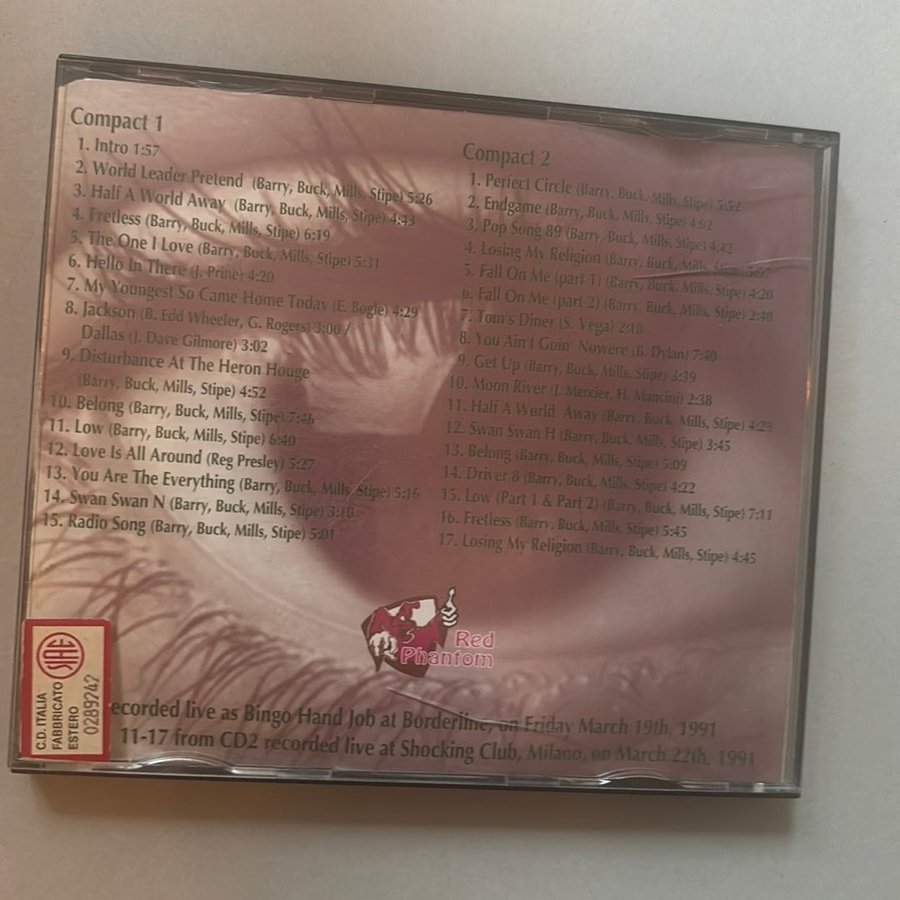 Compact 1
1. Intro 1:57
2. World Leader Pretend (Barry, Buck, Mills, Stipe) 5:26
3. Half A World Away (Barry, Buck, Mills, Stipe) 4:43
4. Fretless (Barry, Buck, Mills, Stipe) 6:19
5. The One I Love (Barry, Buck, Mills, Stipe) 5:31
6. Hello In There (J. Prine) 4:20
7. My Youngest So Came Home Today (E. Bogle) 4:29
8. Jackson (B. Edd Wheeler, G. Rogers) 3:00 /
Dallas (J. Dave Gilmore) 3:02
9. Disturbance At The Heron Houge
(Barry, Buck, Mills, Stipe) 4:52
10. Belong (Barry, Buck, Mills, Stipe) 7:46
11. Low (Barry, Buck, Mills, Stipe) 6:40
12. Love Is All Around (Reg Presley) 5:27
13. You Are The Everything (Barry, Buck, Mills, Stipe) 5:16
14. Swan Swan N (Barry, Buck, Mills, Stipe) 3:10
15. Radio Song (Barry, Buck, Mills, Stipe) 5:01
Compact 2
1. Perfect Circle (Barry, Buck, Mills, Stipe)
2. Endgame (Barry, Buck, Mills, Stipe) 4:02
3. Pop Song 89 (Barry, Buck, Mills, Stipe) 4:42
4. Losing My Religion (Barry, Buck, Mills, Stipe)
5. Fall On Me (part 1) (Barry, Buck, Mills, Stipe) 4:20
6. Fall On Me (part 2) (Barry, Buck, Mills, Stipe) 2:40
7. Tom's Diner (S. Vega) 2:18
8. You Ain't Goin' Nowere (B. Dylan) 7:40
9. Get Up (Barry, Buck, Mills, Stipe) 3:39
10. Moon River (J. Mercier, H. Mancini) 2:38
11. Half A World Away (Barry, Buck, Mills, Stipe) 4:29
12. Swan Swan H (Barry, Buck, Mills, Stipe) 3:45
13. Belong (Barry, Buck, Mills, Stipe) 5:09
14. Driver 8 (Barry, Buck, Mills, Stipe) 4:22
15. Low (Part 1 & Part 2) (Barry, Buck, Mills, Stipe) 7:11
16. Fretless (Barry, Buck, Mills, Stipe) 5:45
17. Losing My Religion (Barry, Buck, Mills, Stipe) 4:45
Red
Phantom
SIAE
C.D. ITALIA
FABBRICATO
ESTERO
0289242
ecorded live as Bingo Hand Job at Borderline, on Friday March 19th, 1991
11-17 from CD2 recorded live at Shocking Club, Milano, on March 22th, 1991